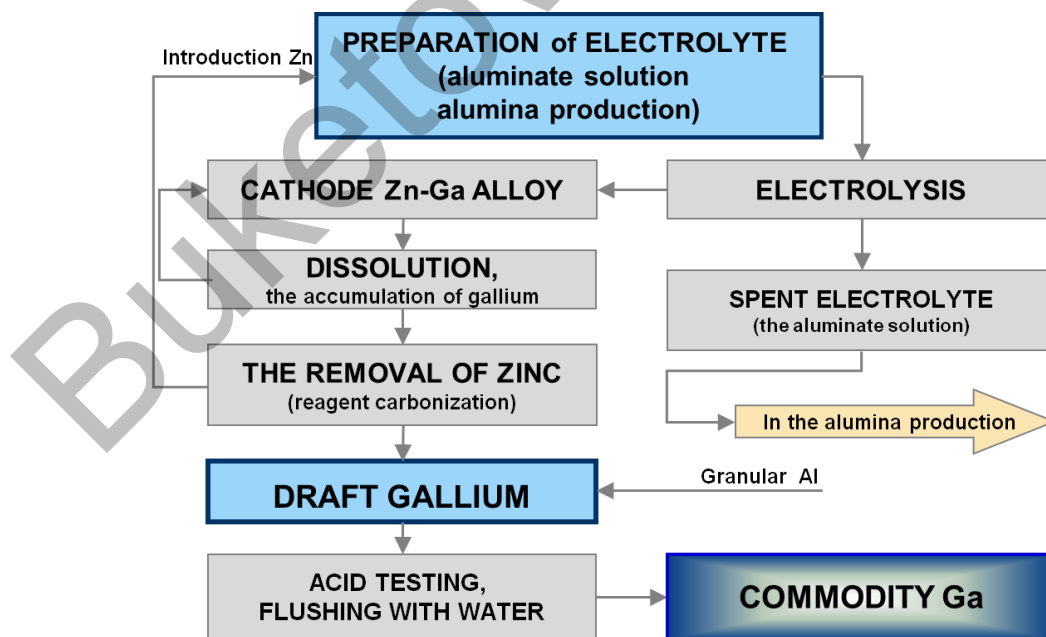 Introduction Zn
PREPARATION of ELECTROLYTE
(aluminate solution
alumina production)
CATHODE Zn-Ga ALLOY
ELECTROLYSIS
DISSOLUTION,
the accumulation of gallium
SPENT ELECTROLYTE
(the aluminate solution)
THE REMOVAL OF ZINC
(reagent carbonization)
In the alumina production
Granular Al
DRAFT GALLIUM
ACID TESTING,
FLUSHING WITH WATER
COMMODITY Ga
Buketov